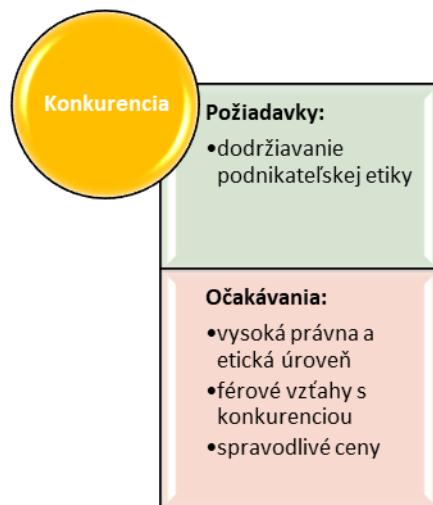 Konkurencia
Požiadavky:
•dodržiavanie
podnikateľskej etiky
Očakávania:
•vysoká právna a
etická úroveň
•férové vzťahy s
konkurenciou
•spravodlivé ceny